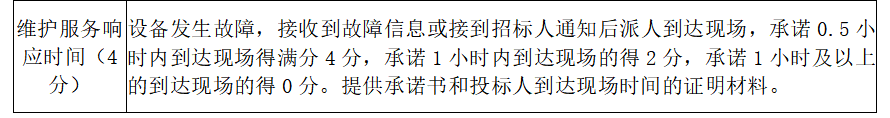 维护服务响应时间（4分）
设备发生故障，接收到故障信息或接到招标人通知后派人到达现场，承诺 0.5 小
时内到达现场得满分 4 分，承诺 1 小时内到达现场的得 2 分，承诺 1 小时及以上
的到达现场的得 0 分。提供承诺书和投标人到达现场时间的证明材料。